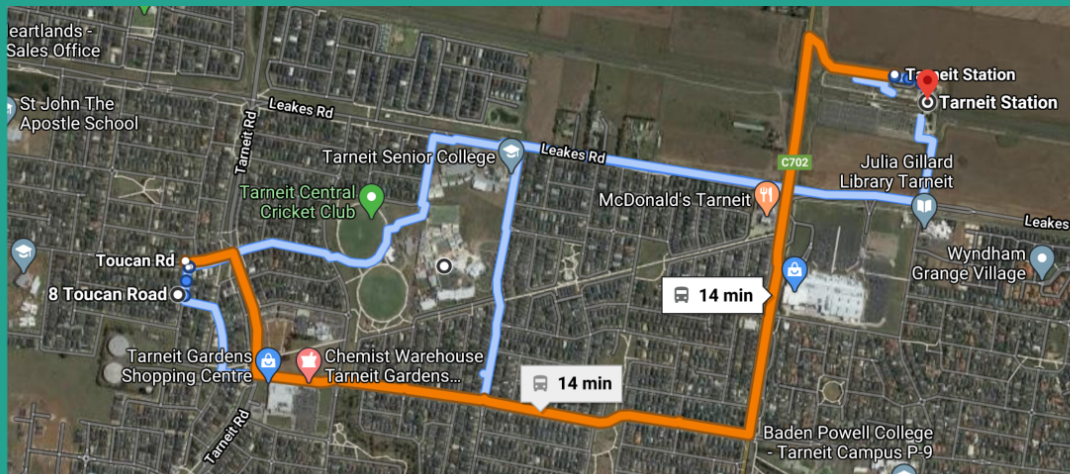 Heartlands -
Sales Office
St John The
Apostle School
Leakes Rd
Tarneit Rd
Tarneit Senior College
Tarneit Central
Cricket Club
Leakes Rd
C702
Tarneit Station
Tarneit Station
Julia Gillard
Library Tarneit
McDonald's Tarneit
Leakes
Wyndham
Grange Village
Toucan Rd
8 Toucan Road
14 min
Tarneit Gardens
Shopping Centre
Chemist Warehouse
Tarneit Gardens...
14 min
Tarneit Rd
Baden Powell College
- Tarneit Campus P-9